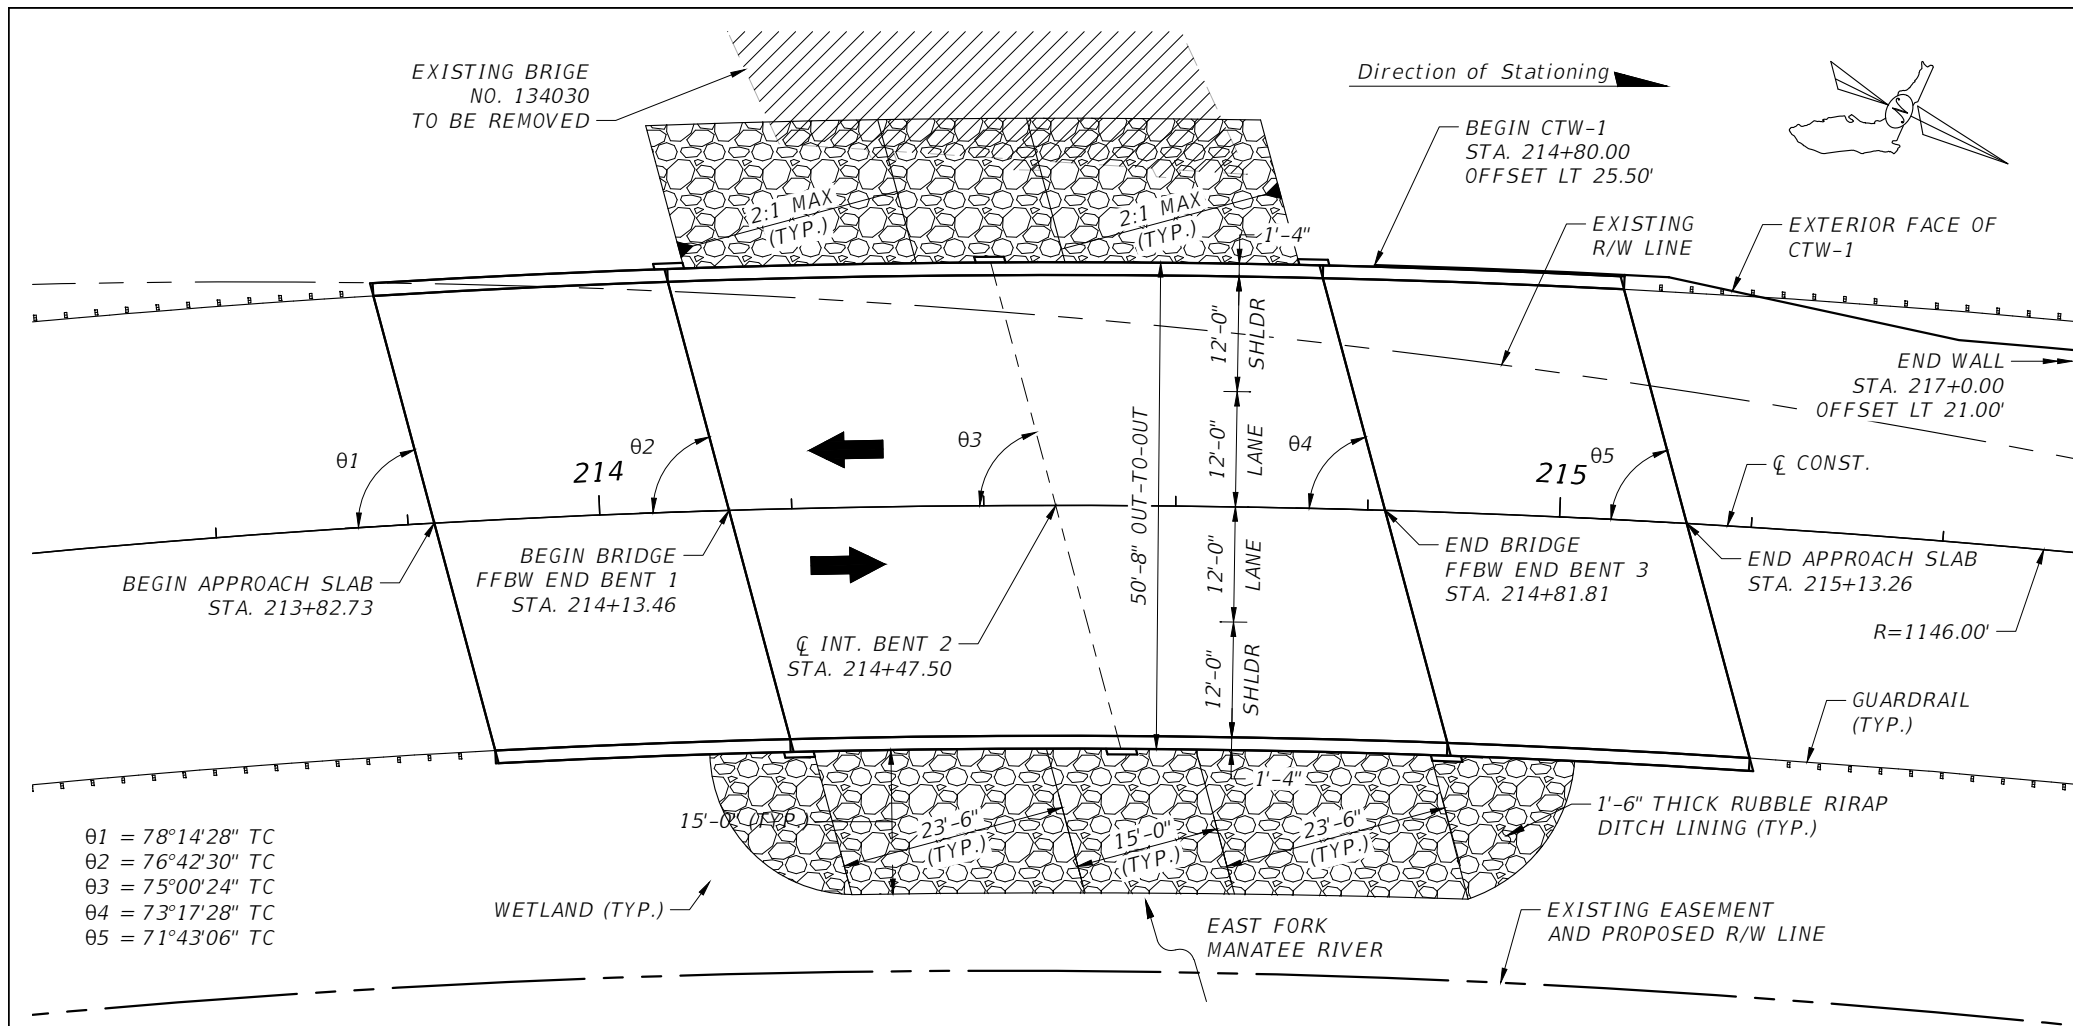 EXISTING BRIGE
NO. 134030
TO BE REMOVED
Direction of Stationing
N
BEGIN CTW-1
STA. 214+80.00
OFFSET LT 25.50'
EXISTING
R/W LINE
EXTERIOR FACE OF
CTW-1
2:1 MAX
(TYP.)
2:1 MAX
(TYP.)
1'-4"
12'-0"
SHLDR
12'-0"
LANE
12'-0"
LANE
12'-0"
SHLDR
50'-8" OUT-TO-OUT
END WALL
STA. 217+0.00
OFFSET LT 21.00'
θ1
θ2
θ3
θ4
θ5
214
215
℄ CONST.
BEGIN APPROACH SLAB
STA. 213+82.73
BEGIN BRIDGE
FFBW END BENT 1
STA. 214+13.46
℄ INT. BENT 2
STA. 214+47.50
END BRIDGE
FFBW END BENT 3
STA. 214+81.81
END APPROACH SLAB
STA. 215+13.26
R=1146.00'
GUARDRAIL
(TYP.)
1'-4"
15'-0" (TYP.)
23'-6"
(TYP.)
15'-0"
(TYP.)
23'-6"
(TYP.)
1'-6" THICK RUBBLE RIRAP
DITCH LINING (TYP.)
θ1 = 78°14'28" TC
θ2 = 76°42'30" TC
θ3 = 75°00'24" TC
θ4 = 73°17'28" TC
θ5 = 71°43'06" TC
WETLAND (TYP.)
EAST FORK
MANATEE RIVER
EXISTING EASEMENT
AND PROPOSED R/W LINE